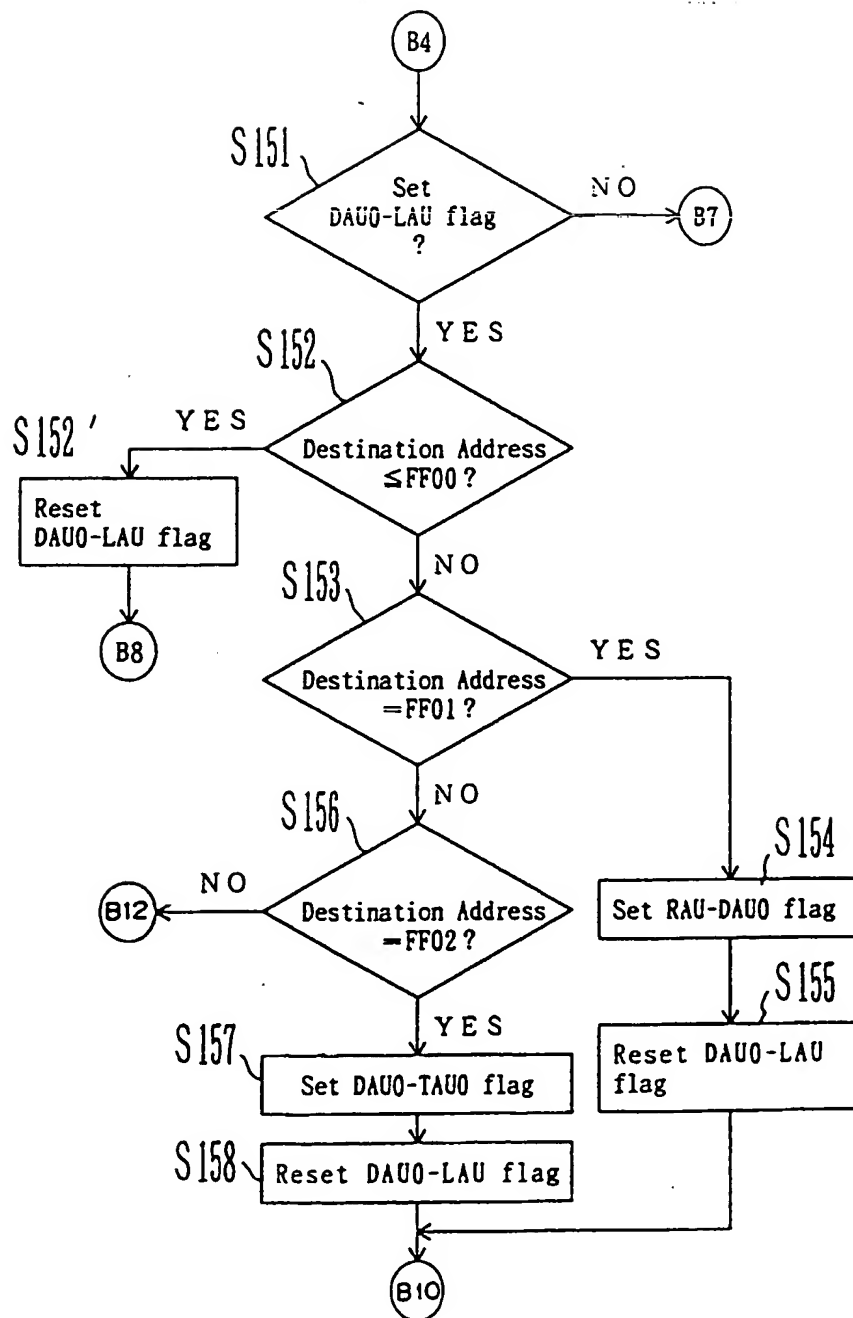 B4
S151
Set
DAU0-LAU flag
?
NO
B7
YES
S152
YES
Destination Address
≦FF00?
S152'
Reset
DAU0-LAU flag
B8
NO
S153
YES
Destination Address
=FF01?
NO
S156
NO
B12
Destination Address
=FF02?
S154
Set RAU-DAU0 flag
YES
S155
Reset DAU0-LAU
flag
S157
Set DAU0-TAU0 flag
S158
Reset DAU0-LAU flag
B10